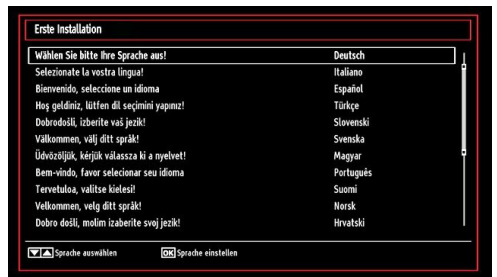 Erste Installation
Wählen Sie bitte Ihre Sprache aus! Deutsch
Selezionate la vostra lingua! Italiano
Bienvenido, seleccione un idioma Español
Hoş geldiniz, lütfen dil seçimini yapınız! Türkçe
Dobrodošli, izberite vaš jezik! Slovenski
Välkommen, välj ditt språk! Svenska
Üdvözöljük, kérjük válassza ki a nyelvet! Magyar
Bem-vindo, favor selecionar seu idioma Português
Tervetuloa, valitse kielesi! Suomi
Velkommen, velg ditt språk! Norsk
Dobro došli, molim izaberite svoj jezik! Hrvatski
Sprache auswählen OK Sprache einstellen